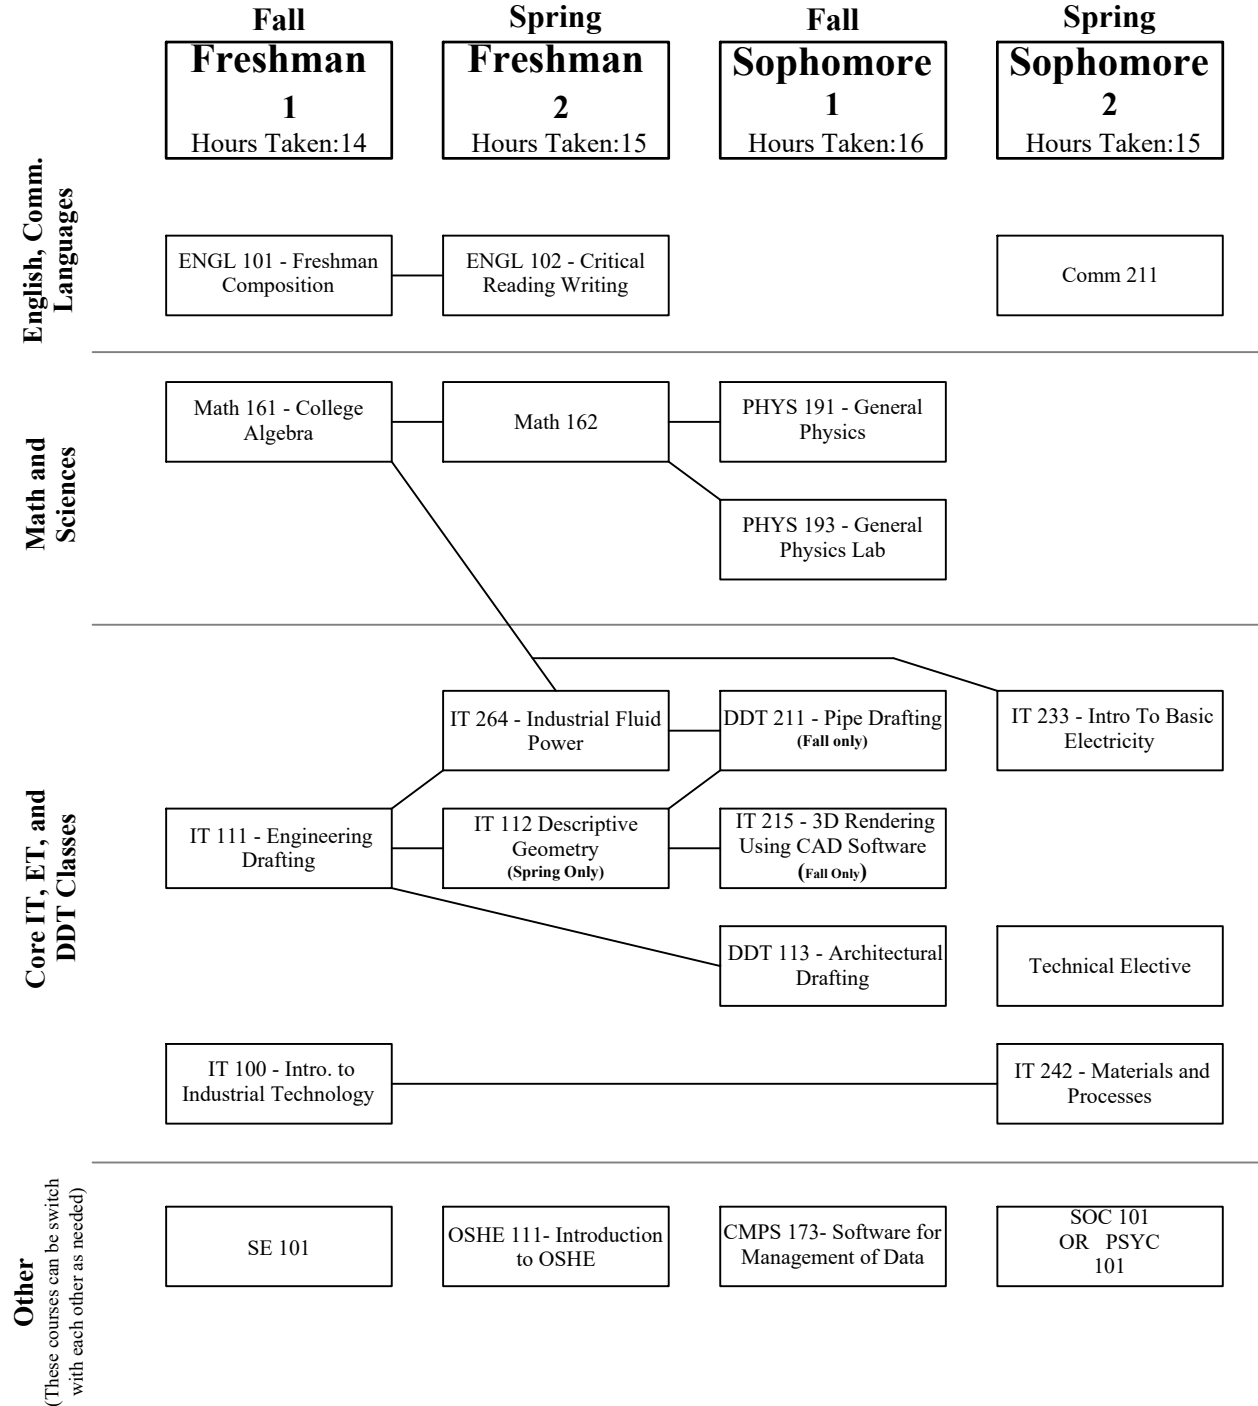 Fall
Spring
Fall
Spring
Freshman
1
Hours Taken:14
Freshman
2
Hours Taken:15
Sophomore
1
Hours Taken:16
Sophomore
2
Hours Taken:15
English, Comm.
Languages
ENGL 101 - Freshman
Composition
ENGL 102 - Critical
Reading Writing
Comm 211
Math and
Sciences
Math 161 - College
Algebra
Math 162
PHYS 191 - General
Physics
PHYS 193 - General
Physics Lab
Core IT, ET, and
DDT Classes
IT 264 - Industrial Fluid
Power
DDT 211 - Pipe Drafting
(Fall only)
IT 233 - Intro To Basic
Electricity
IT 111 - Engineering
Drafting
IT 112 Descriptive
Geometry
(Spring Only)
IT 215 - 3D Rendering
Using CAD Software
(Fall Only)
DDT 113 - Architectural
Drafting
Technical Elective
IT 100 - Intro. to
Industrial Technology
IT 242 - Materials and
Processes
Other
(These courses can be switch
with each other as needed)
SE 101
OSHE 111- Introduction
to OSHE
CMPS 173- Software for
Management of Data
SOC 101
OR PSYC
101